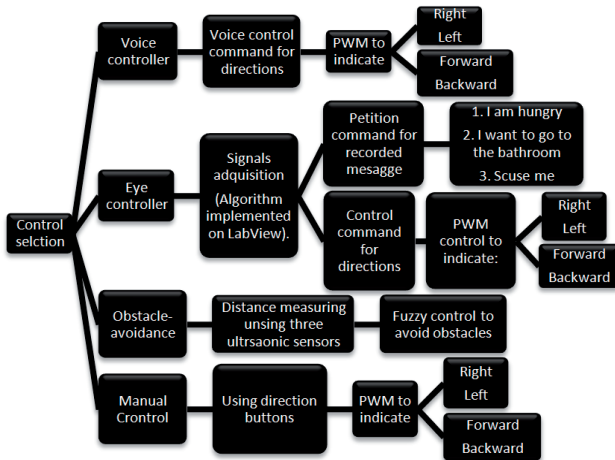 Control
selction
Voice
controller
Voice control
command for
directions
PWM to
indicate
Right
Left
Forward
Backward
Eye
controller
Signals
adquisition
(Algorithm
implemented
on LabView).
Petition
command for
recorded
mesagge
1. I am hungry
2. I want to go to
the bathroom
3. Scuse me
Control
command
for
directions
PWM
control to
indicate:
Right
Left
Forward
Backward
Obstacle-
avoidance
Distance measuring
unsing three
ultrsaonic sensors
Fuzzy control to
avoid obstacles
Manual
Crontrol
Using direction
buttons
PWM to
indicate
Right
Left
Forward
Backward